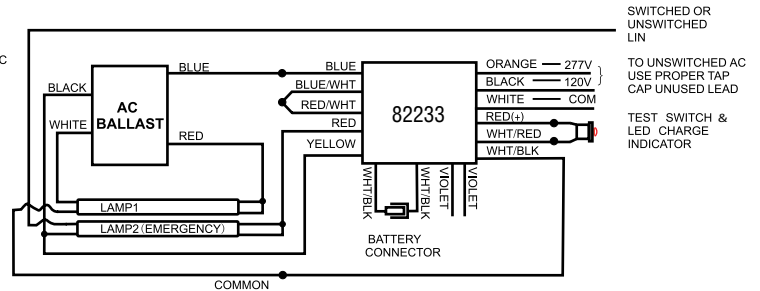 SWITCHED OR
UNSWITCHED
LIN
C
BLUE
BLUE
ORANGE — 277V
TO UNSWITCHED AC
BLACK
BLUE/WHT
BLACK — 120V
USE PROPER TAP
AC
BALLAST
RED/WHT
82233
WHITE — COM
CAP UNUSED LEAD
WHITE
RED
RED
RED(+)
TEST SWITCH &
YELLOW
WHT/RED
LED CHARGE
WHT/BLK
INDICATOR
WHT/BLK
WHT/BLK
VIOLET
VIOLET
LAMP1
LAMP2(EMERGENCY)
BATTERY
CONNECTOR
COMMON